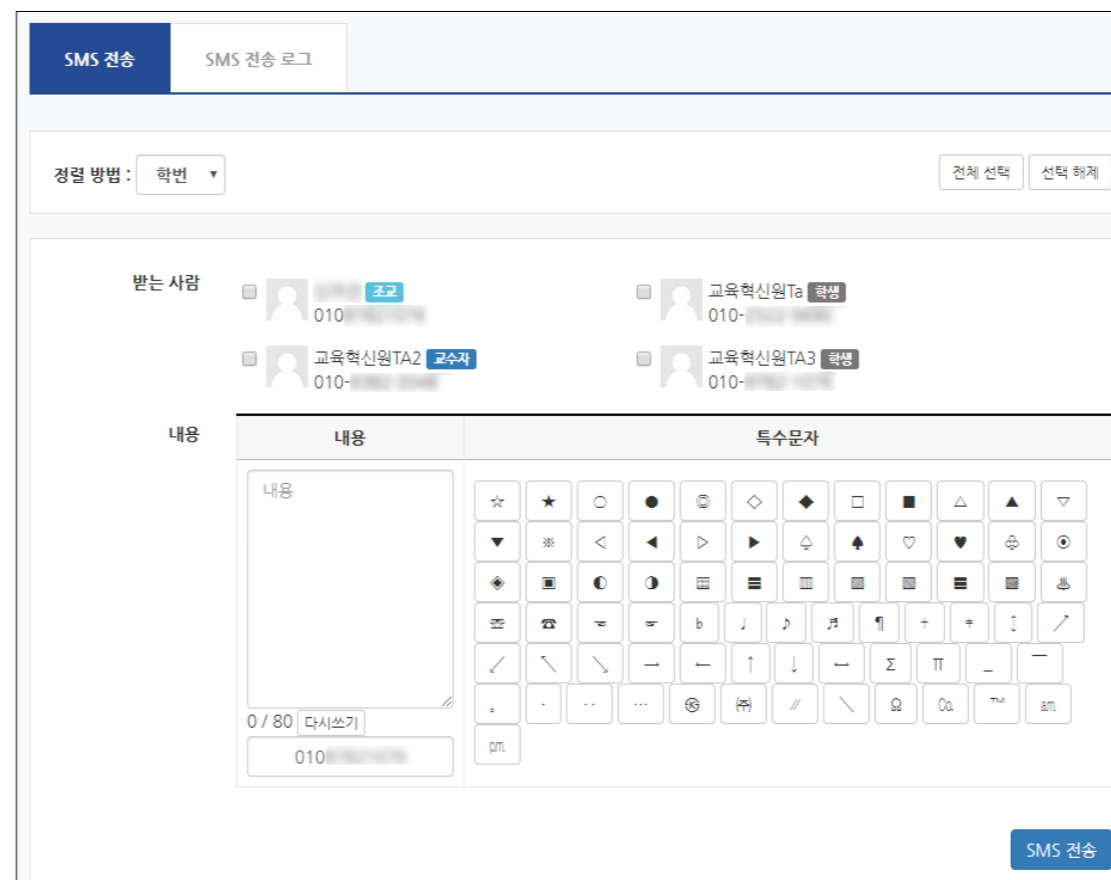 SMS 전송 SMS 전송 로그
정렬 방법 : 학번 ▼ 전체 선택 선택 해제
받는 사람
조교
010
교육혁신원Ta 학생
010-
교육혁신원TA2 교수자
010-
교육혁신원TA3 학생
010-
내용 내용 특수문자
내용
☆ ★ ○ ● ◎ ◇ ◆ □ ■ △ ▲ ▽
▼ ※ ◁ ◀ ▷ ▶ ♤ ♠ ♡ ♥ ♧ ⊙
◈ ▣ ◐ ◑ ▤ ▥ ▨ ▧ ▦ ▩ ♨
☏ ☎ ☜ ☞ ♭ ♩ ♪ ♬ ¶ † ‡ ↕ ↗
↙ ↖ ↘ → ← ↑ ↓ ↔ Σ Π _ ¯
。 · ‥ … ㉿ ㈜ ∥ \ Ω ㏇ ™ ㏂
㏘
0 / 80 다시쓰기
010
SMS 전송